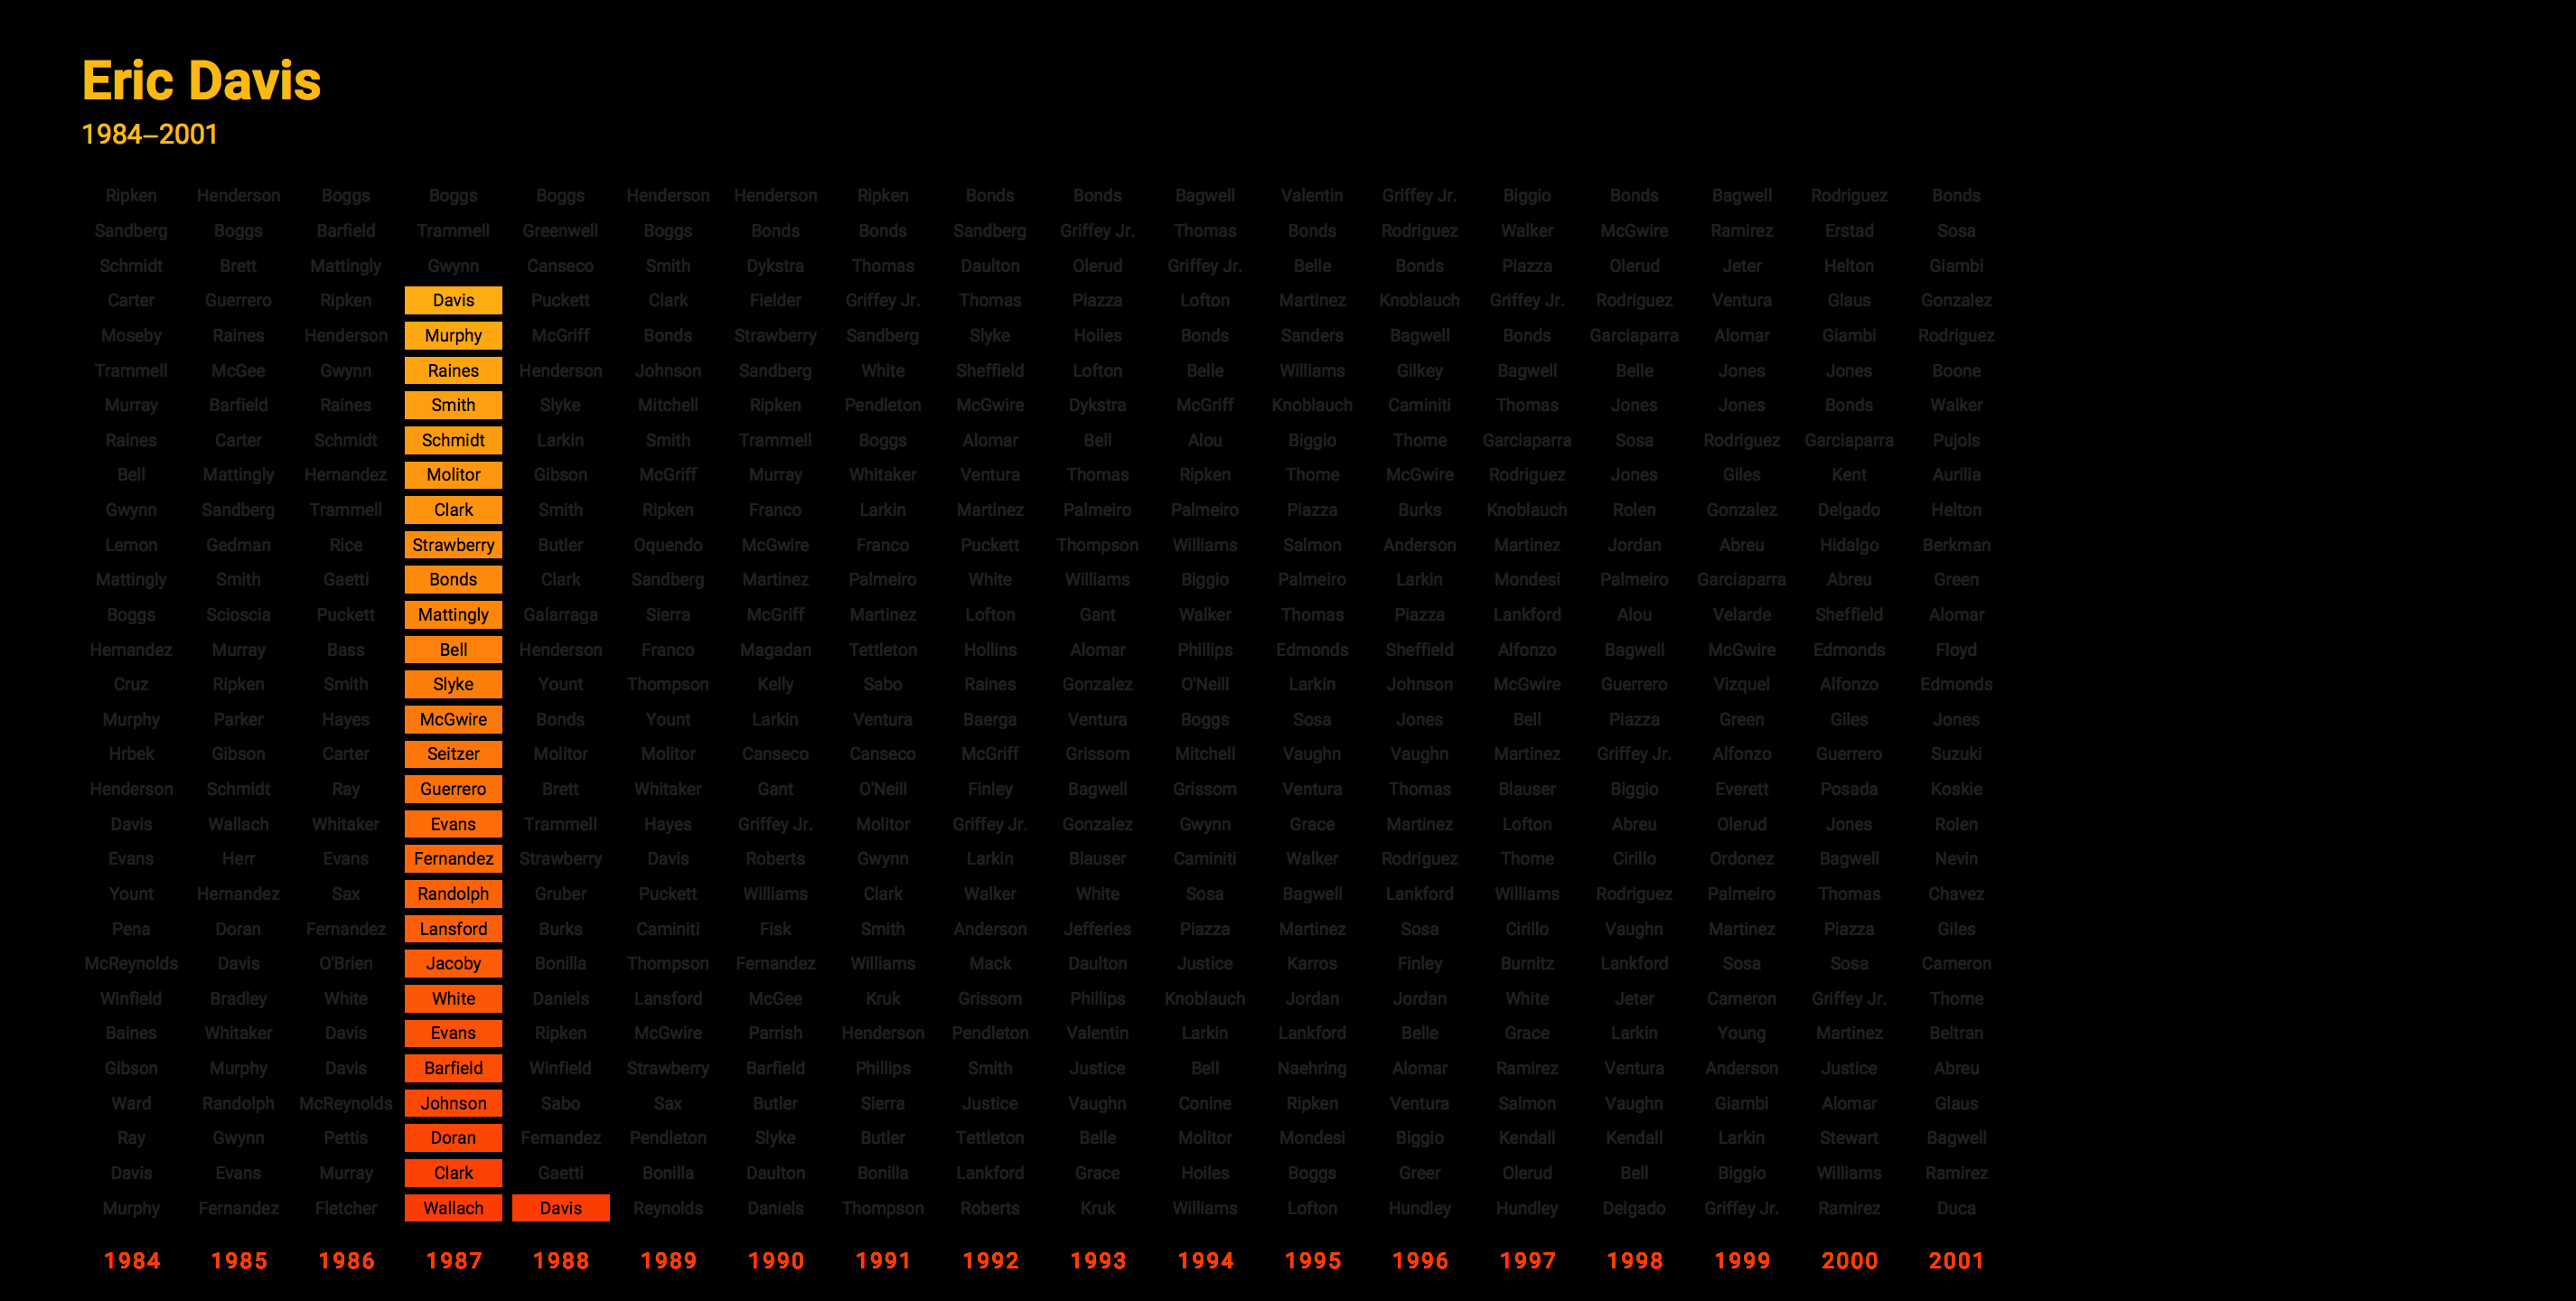 Eric Davis
1984–2001
Ripken Henderson Boggs Boggs Boggs Henderson Henderson Ripken Bonds Bonds Bagwell Valentin Griffey Jr. Biggio Bonds Bagwell Rodriguez Bonds
Sandberg Boggs Barfield Trammell Greenwell Boggs Bonds Bonds Sandberg Griffey Jr. Thomas Bonds Rodriguez Walker McGwire Ramirez Erstad Sosa
Schmidt Brett Mattingly Gwynn Canseco Smith Dykstra Thomas Daulton Olerud Griffey Jr. Belle Bonds Piazza Olerud Jeter Helton Giambi
Carter Guerrero Ripken Davis Puckett Clark Fielder Griffey Jr. Thomas Piazza Lofton Martinez Knoblauch Griffey Jr. Rodriguez Ventura Glaus Gonzalez
Moseby Raines Henderson Murphy McGriff Bonds Strawberry Sandberg Slyke Hoiles Bonds Sanders Bagwell Bonds Garciaparra Alomar Giambi Rodriguez
Trammell McGee Gwynn Raines Henderson Johnson Sandberg White Sheffield Lofton Belle Williams Gilkey Bagwell Belle Jones Jones Boone
Murray Barfield Raines Smith Slyke Mitchell Ripken Pendleton McGwire Dykstra McGriff Knoblauch Caminiti Thomas Jones Jones Bonds Walker
Raines Carter Schmidt Schmidt Larkin Smith Trammell Boggs Alomar Bell Alou Biggio Thome Garciaparra Sosa Rodriguez Garciaparra Pujols
Bell Mattingly Hernandez Molitor Gibson McGriff Murray Whitaker Ventura Thomas Ripken Thome McGwire Rodriguez Jones Giles Kent Aurilia
Gwynn Sandberg Trammell Clark Smith Ripken Franco Larkin Martinez Palmeiro Palmeiro Piazza Burks Knoblauch Rolen Gonzalez Delgado Helton
Lemon Gedman Rice Strawberry Butler Oquendo McGwire Franco Puckett Thompson Williams Salmon Anderson Martinez Jordan Abreu Hidalgo Berkman
Mattingly Smith Gaetti Bonds Clark Sandberg Martinez Palmeiro White Williams Biggio Palmeiro Larkin Mondesi Palmeiro Garciaparra Abreu Green
Boggs Scioscia Puckett Mattingly Galarraga Sierra McGriff Martinez Lofton Gant Walker Thomas Piazza Lankford Alou Velarde Sheffield Alomar
Hernandez Murray Bass Bell Henderson Franco Magadan Tettleton Hollins Alomar Phillips Edmonds Sheffield Alfonzo Bagwell McGwire Edmonds Floyd
Cruz Ripken Smith Slyke Yount Thompson Kelly Sabo Raines Gonzalez O'Neill Larkin Johnson McGwire Guerrero Vizquel Alfonzo Edmonds
Murphy Parker Hayes McGwire Bonds Yount Larkin Ventura Baerga Ventura Boggs Sosa Jones Bell Piazza Green Giles Jones
Hrbek Gibson Carter Seitzer Molitor Molitor Canseco Canseco McGriff Grissom Mitchell Vaughn Vaughn Martinez Griffey Jr. Alfonzo Guerrero Suzuki
Henderson Schmidt Ray Guerrero Brett Whitaker Gant O'Neill Finley Bagwell Grissom Ventura Thomas Blauser Biggio Everett Posada Koskie
Davis Wallach Whitaker Evans Trammell Hayes Griffey Jr. Molitor Griffey Jr. Gonzalez Gwynn Grace Martinez Lofton Abreu Olerud Jones Rolen
Evans Herr Evans Fernandez Strawberry Davis Roberts Gwynn Larkin Blauser Caminiti Walker Rodriguez Thome Cirillo Ordonez Bagwell Nevin
Yount Hernandez Sax Randolph Gruber Puckett Williams Clark Walker White Sosa Bagwell Lankford Williams Rodriguez Palmeiro Thomas Chavez
Pena Doran Fernandez Lansford Burks Caminiti Fisk Smith Anderson Jefferies Piazza Martinez Sosa Cirillo Vaughn Martinez Piazza Giles
McReynolds Davis O'Brien Jacoby Bonilla Thompson Fernandez Williams Mack Daulton Justice Karros Finley Burnitz Lankford Sosa Sosa Cameron
Winfield Bradley White White Daniels Lansford McGee Kruk Grissom Phillips Knoblauch Jordan Jordan White Jeter Cameron Griffey Jr. Thome
Baines Whitaker Davis Evans Ripken McGwire Parrish Henderson Pendleton Valentin Larkin Lankford Belle Grace Larkin Young Martinez Beltran
Gibson Murphy Davis Barfield Winfield Strawberry Barfield Phillips Smith Justice Bell Naehring Alomar Ramirez Ventura Anderson Justice Abreu
Ward Randolph McReynolds Johnson Sabo Sax Butler Sierra Justice Vaughn Conine Ripken Ventura Salmon Vaughn Giambi Alomar Glaus
Ray Gwynn Pettis Doran Fernandez Pendleton Slyke Butler Tettleton Belle Molitor Mondesi Biggio Kendall Kendall Larkin Stewart Bagwell
Davis Evans Murray Clark Gaetti Bonilla Daulton Bonilla Lankford Grace Hoiles Boggs Greer Olerud Bell Biggio Williams Ramirez
Murphy Fernandez Fletcher Wallach Davis Reynolds Daniels Thompson Roberts Kruk Williams Lofton Hundley Hundley Delgado Griffey Jr. Ramirez Duca
1984 1985 1986 1987 1988 1989 1990 1991 1992 1993 1994 1995 1996 1997 1998 1999 2000 2001